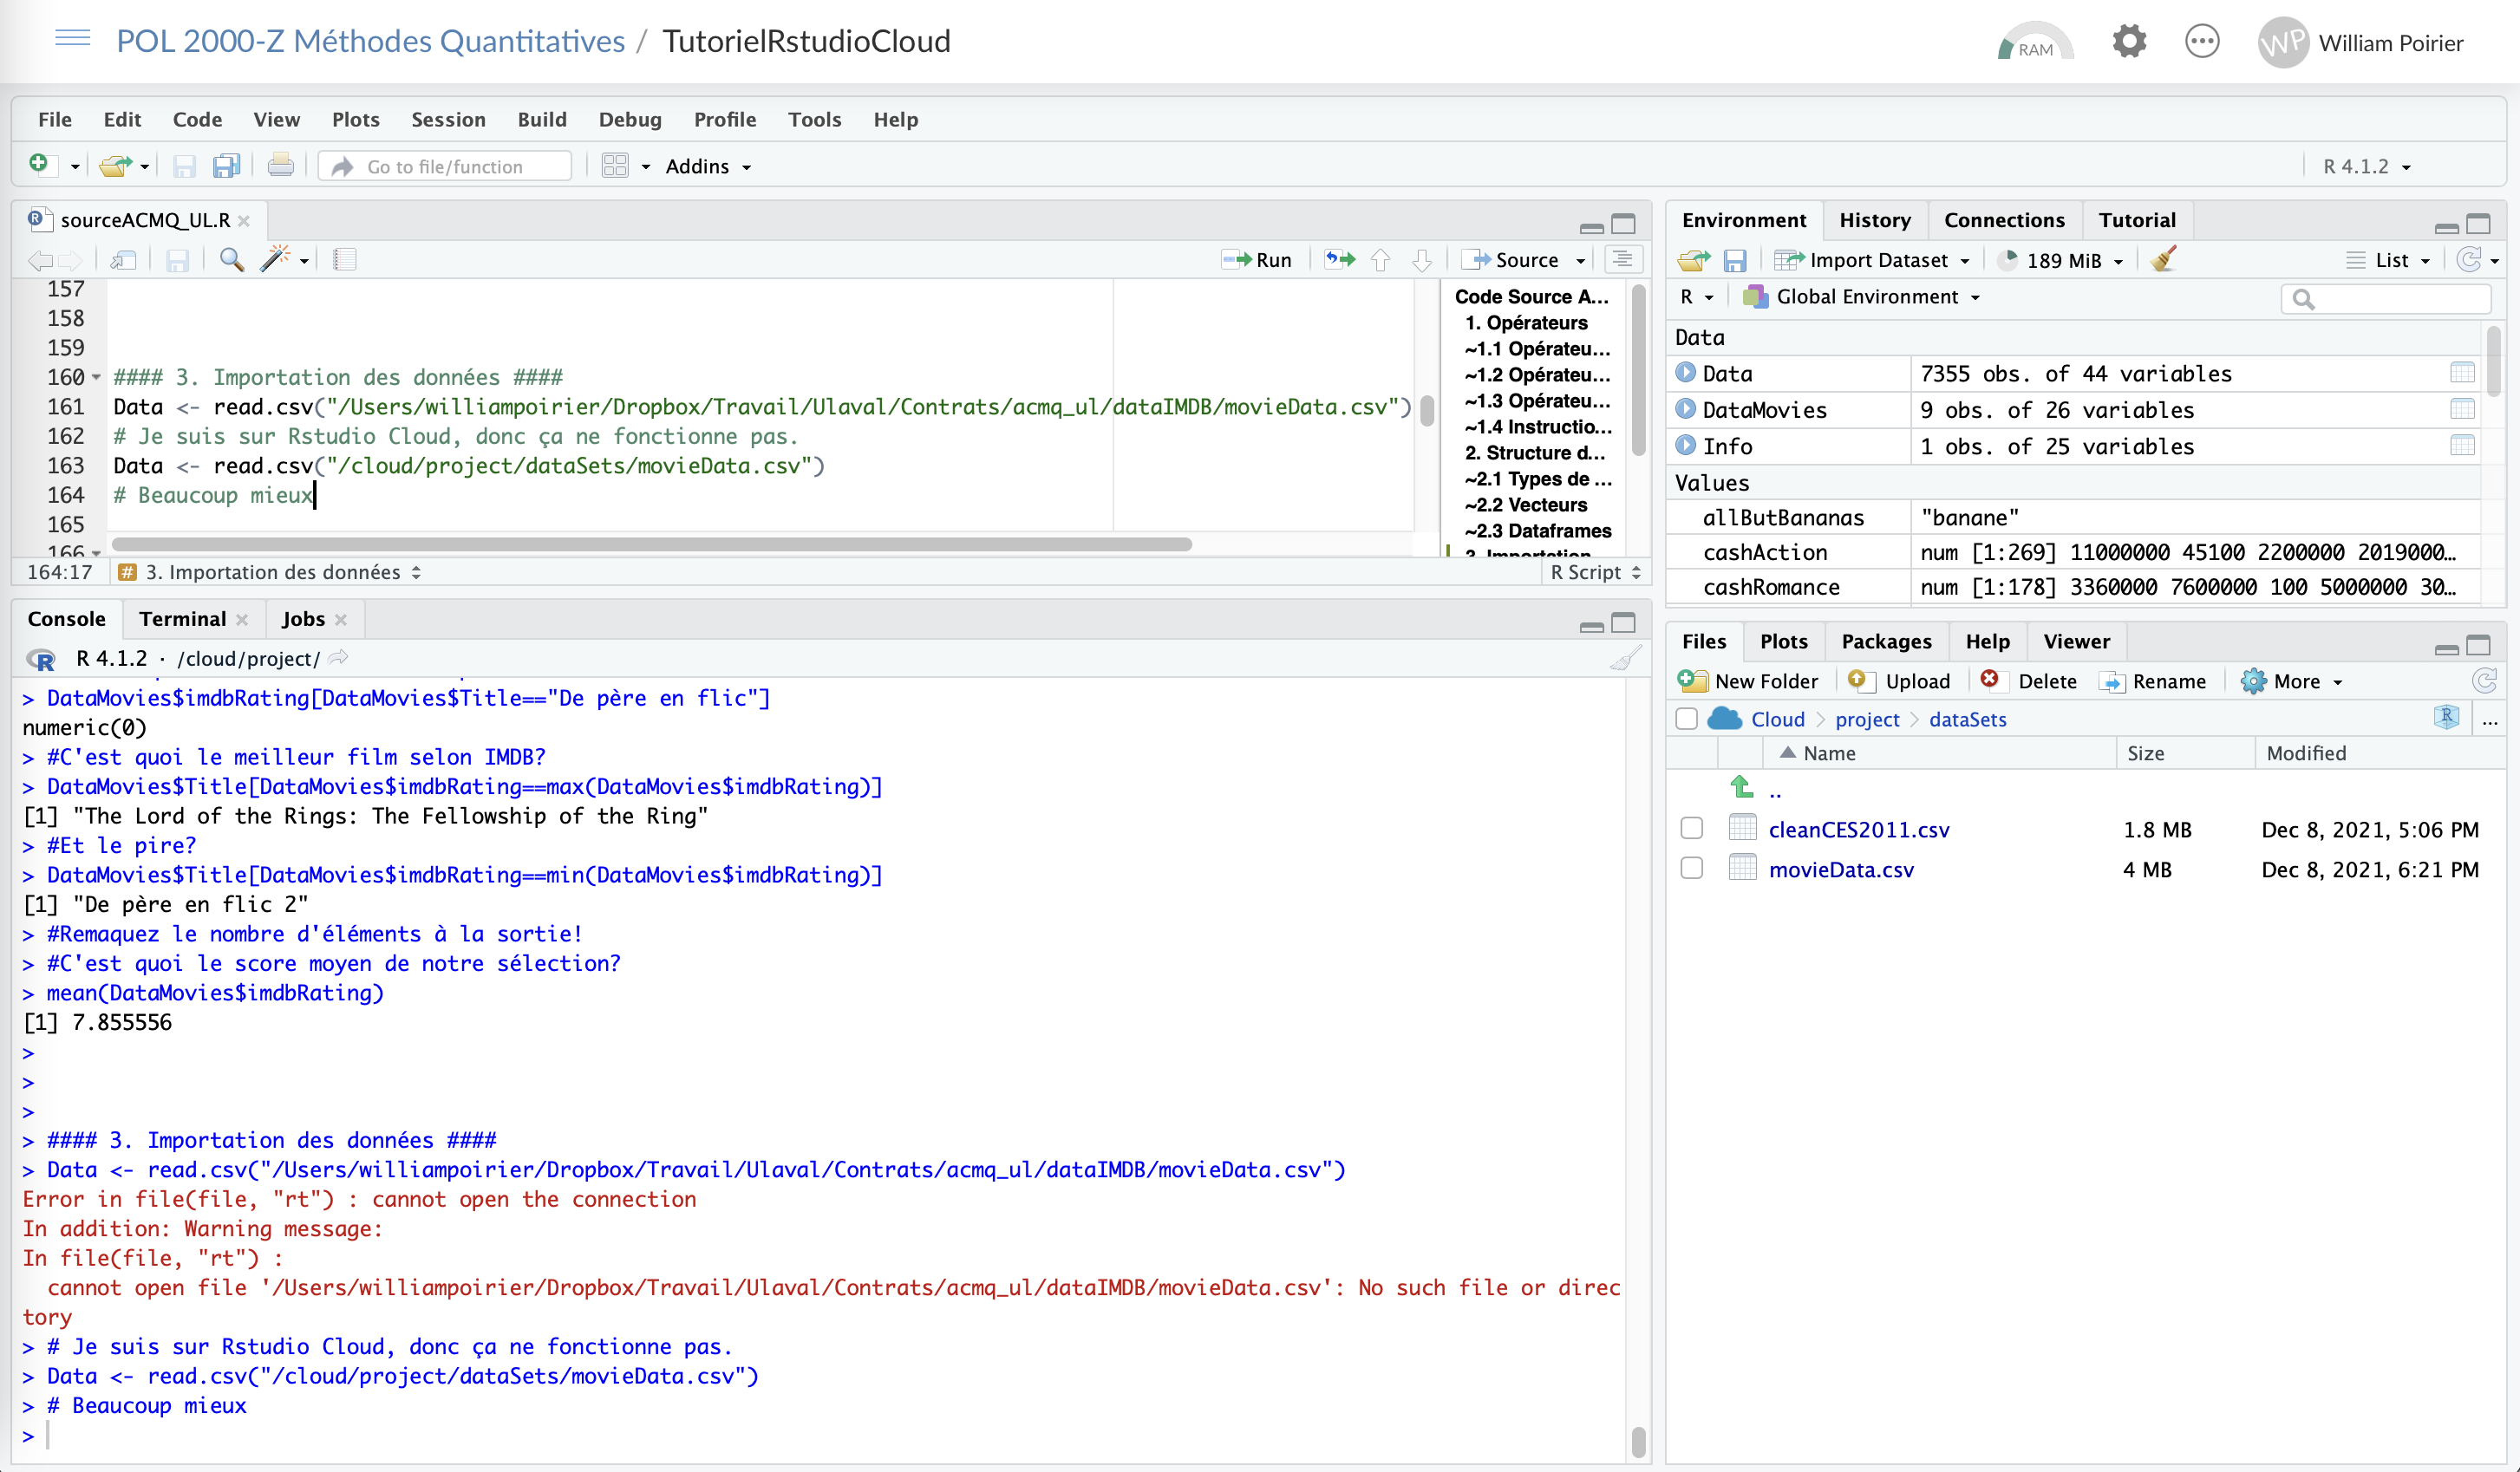 POL 2000-Z Méthodes Quantitatives / TutorielRstudioCloud
RAM
WP William Poirier
File Edit Code View Plots Session Build Debug Profile Tools Help
Go to file/function
Addins
R 4.1.2
sourceACMQ_UL.R
Run
Source
157
158
159
160 #### 3. Importation des données ####
161 Data <- read.csv("/Users/williampoirier/Dropbox/Travail/Ulaval/Contrats/acmq_ul/dataIMDB/movieData.csv")
162 # Je suis sur Rstudio Cloud, donc ça ne fonctionne pas.
163 Data <- read.csv("/cloud/project/dataSets/movieData.csv")
164 # Beaucoup mieux
165
166
Code Source A...
1. Opérateurs
~1.1 Opérateu...
~1.2 Opérateu...
~1.3 Opérateu...
~1.4 Instructio...
2. Structure d...
~2.1 Types de ...
~2.2 Vecteurs
~2.3 Dataframes
3. Importation
164:17 # 3. Importation des données
R Script
Console Terminal Jobs
R 4.1.2 · /cloud/project/
> DataMovies$imdbRating[DataMovies$Title=="De père en flic"]
numeric(0)
> #C'est quoi le meilleur film selon IMDB?
> DataMovies$Title[DataMovies$imdbRating==max(DataMovies$imdbRating)]
[1] "The Lord of the Rings: The Fellowship of the Ring"
> #Et le pire?
> DataMovies$Title[DataMovies$imdbRating==min(DataMovies$imdbRating)]
[1] "De père en flic 2"
> #Remaquez le nombre d'éléments à la sortie!
> #C'est quoi le score moyen de notre sélection?
> mean(DataMovies$imdbRating)
[1] 7.855556
>
>
>
> #### 3. Importation des données ####
> Data <- read.csv("/Users/williampoirier/Dropbox/Travail/Ulaval/Contrats/acmq_ul/dataIMDB/movieData.csv")
Error in file(file, "rt") : cannot open the connection
In addition: Warning message:
In file(file, "rt") :
cannot open file '/Users/williampoirier/Dropbox/Travail/Ulaval/Contrats/acmq_ul/dataIMDB/movieData.csv': No such file or direc
tory
> # Je suis sur Rstudio Cloud, donc ça ne fonctionne pas.
> Data <- read.csv("/cloud/project/dataSets/movieData.csv")
> # Beaucoup mieux
>
Environment History Connections Tutorial
Import Dataset 189 MiB List
R Global Environment
Data
Data 7355 obs. of 44 variables
DataMovies 9 obs. of 26 variables
Info 1 obs. of 25 variables
Values
allButBananas "banane"
cashAction num [1:269] 11000000 45100 2200000 2019000...
cashRomance num [1:178] 3360000 7600000 100 5000000 30...
Files Plots Packages Help Viewer
New Folder Upload Delete Rename More
Cloud > project > dataSets ...
Name Size Modified
..
cleanCES2011.csv 1.8 MB Dec 8, 2021, 5:06 PM
movieData.csv 4 MB Dec 8, 2021, 6:21 PM